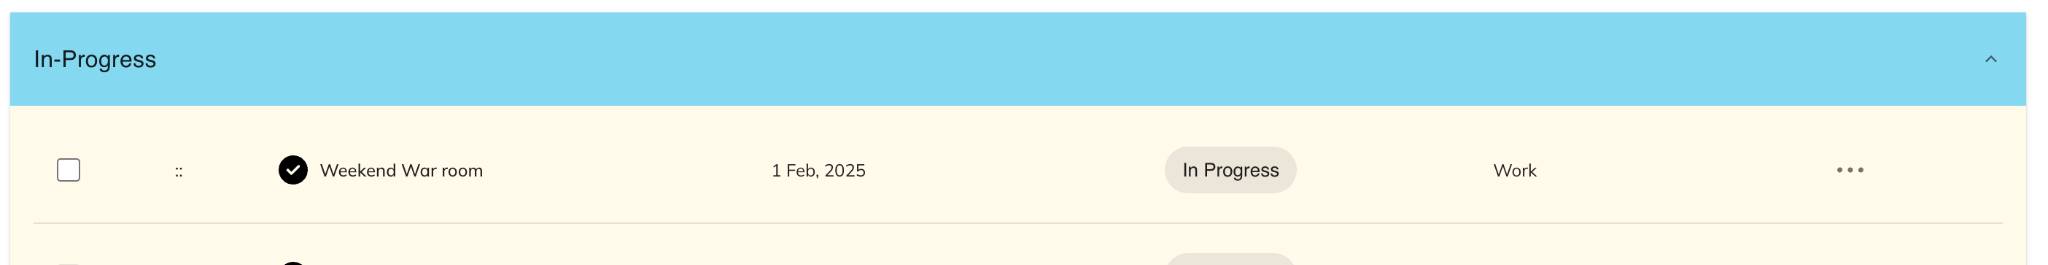 In-Progress
:: Weekend War room 1 Feb, 2025 In Progress Work •••